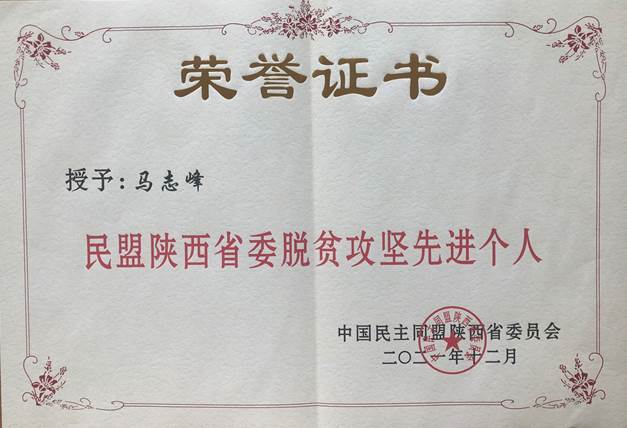 荣誉证书
授予：马志峰
民盟陕西省委脱贫攻坚先进个人
中国民主同盟陕西省委员会
二〇二一年十二月